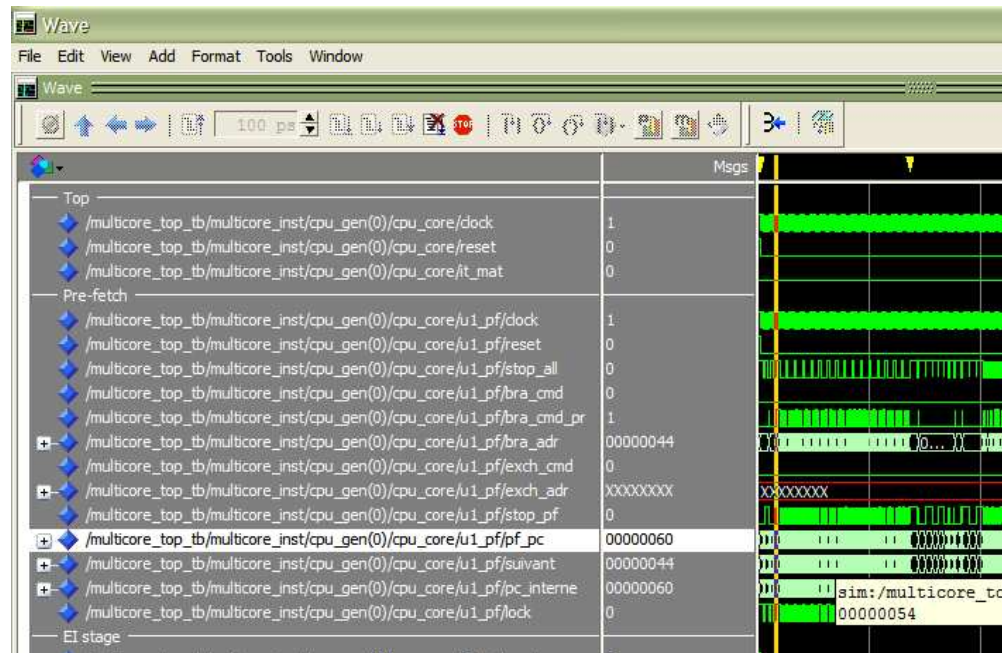 Wave
File Edit View Add Format Tools Window
Wave
100 ps STOP
Msgs
Top
/multicore_top_tb/multicore_inst/cpu_gen(0)/cpu_core/clock 1
/multicore_top_tb/multicore_inst/cpu_gen(0)/cpu_core/reset 0
/multicore_top_tb/multicore_inst/cpu_gen(0)/cpu_core/it_mat 0
Pre-fetch
/multicore_top_tb/multicore_inst/cpu_gen(0)/cpu_core/u1_pf/clock 1
/multicore_top_tb/multicore_inst/cpu_gen(0)/cpu_core/u1_pf/reset 0
/multicore_top_tb/multicore_inst/cpu_gen(0)/cpu_core/u1_pf/stop_all 0
/multicore_top_tb/multicore_inst/cpu_gen(0)/cpu_core/u1_pf/bra_cmd 0
/multicore_top_tb/multicore_inst/cpu_gen(0)/cpu_core/u1_pf/bra_cmd_pr 1
/multicore_top_tb/multicore_inst/cpu_gen(0)/cpu_core/u1_pf/bra_adr 00000044 0...
/multicore_top_tb/multicore_inst/cpu_gen(0)/cpu_core/u1_pf/exch_cmd 0
/multicore_top_tb/multicore_inst/cpu_gen(0)/cpu_core/u1_pf/exch_adr XXXXXXXX XXXXXXXX
/multicore_top_tb/multicore_inst/cpu_gen(0)/cpu_core/u1_pf/stop_pf 0
/multicore_top_tb/multicore_inst/cpu_gen(0)/cpu_core/u1_pf/pf_pc 00000060
/multicore_top_tb/multicore_inst/cpu_gen(0)/cpu_core/u1_pf/suivant 00000044
/multicore_top_tb/multicore_inst/cpu_gen(0)/cpu_core/u1_pf/pc_interne 00000060 sim:/multicore_to
/multicore_top_tb/multicore_inst/cpu_gen(0)/cpu_core/u1_pf/lock 0 00000054
EI stage